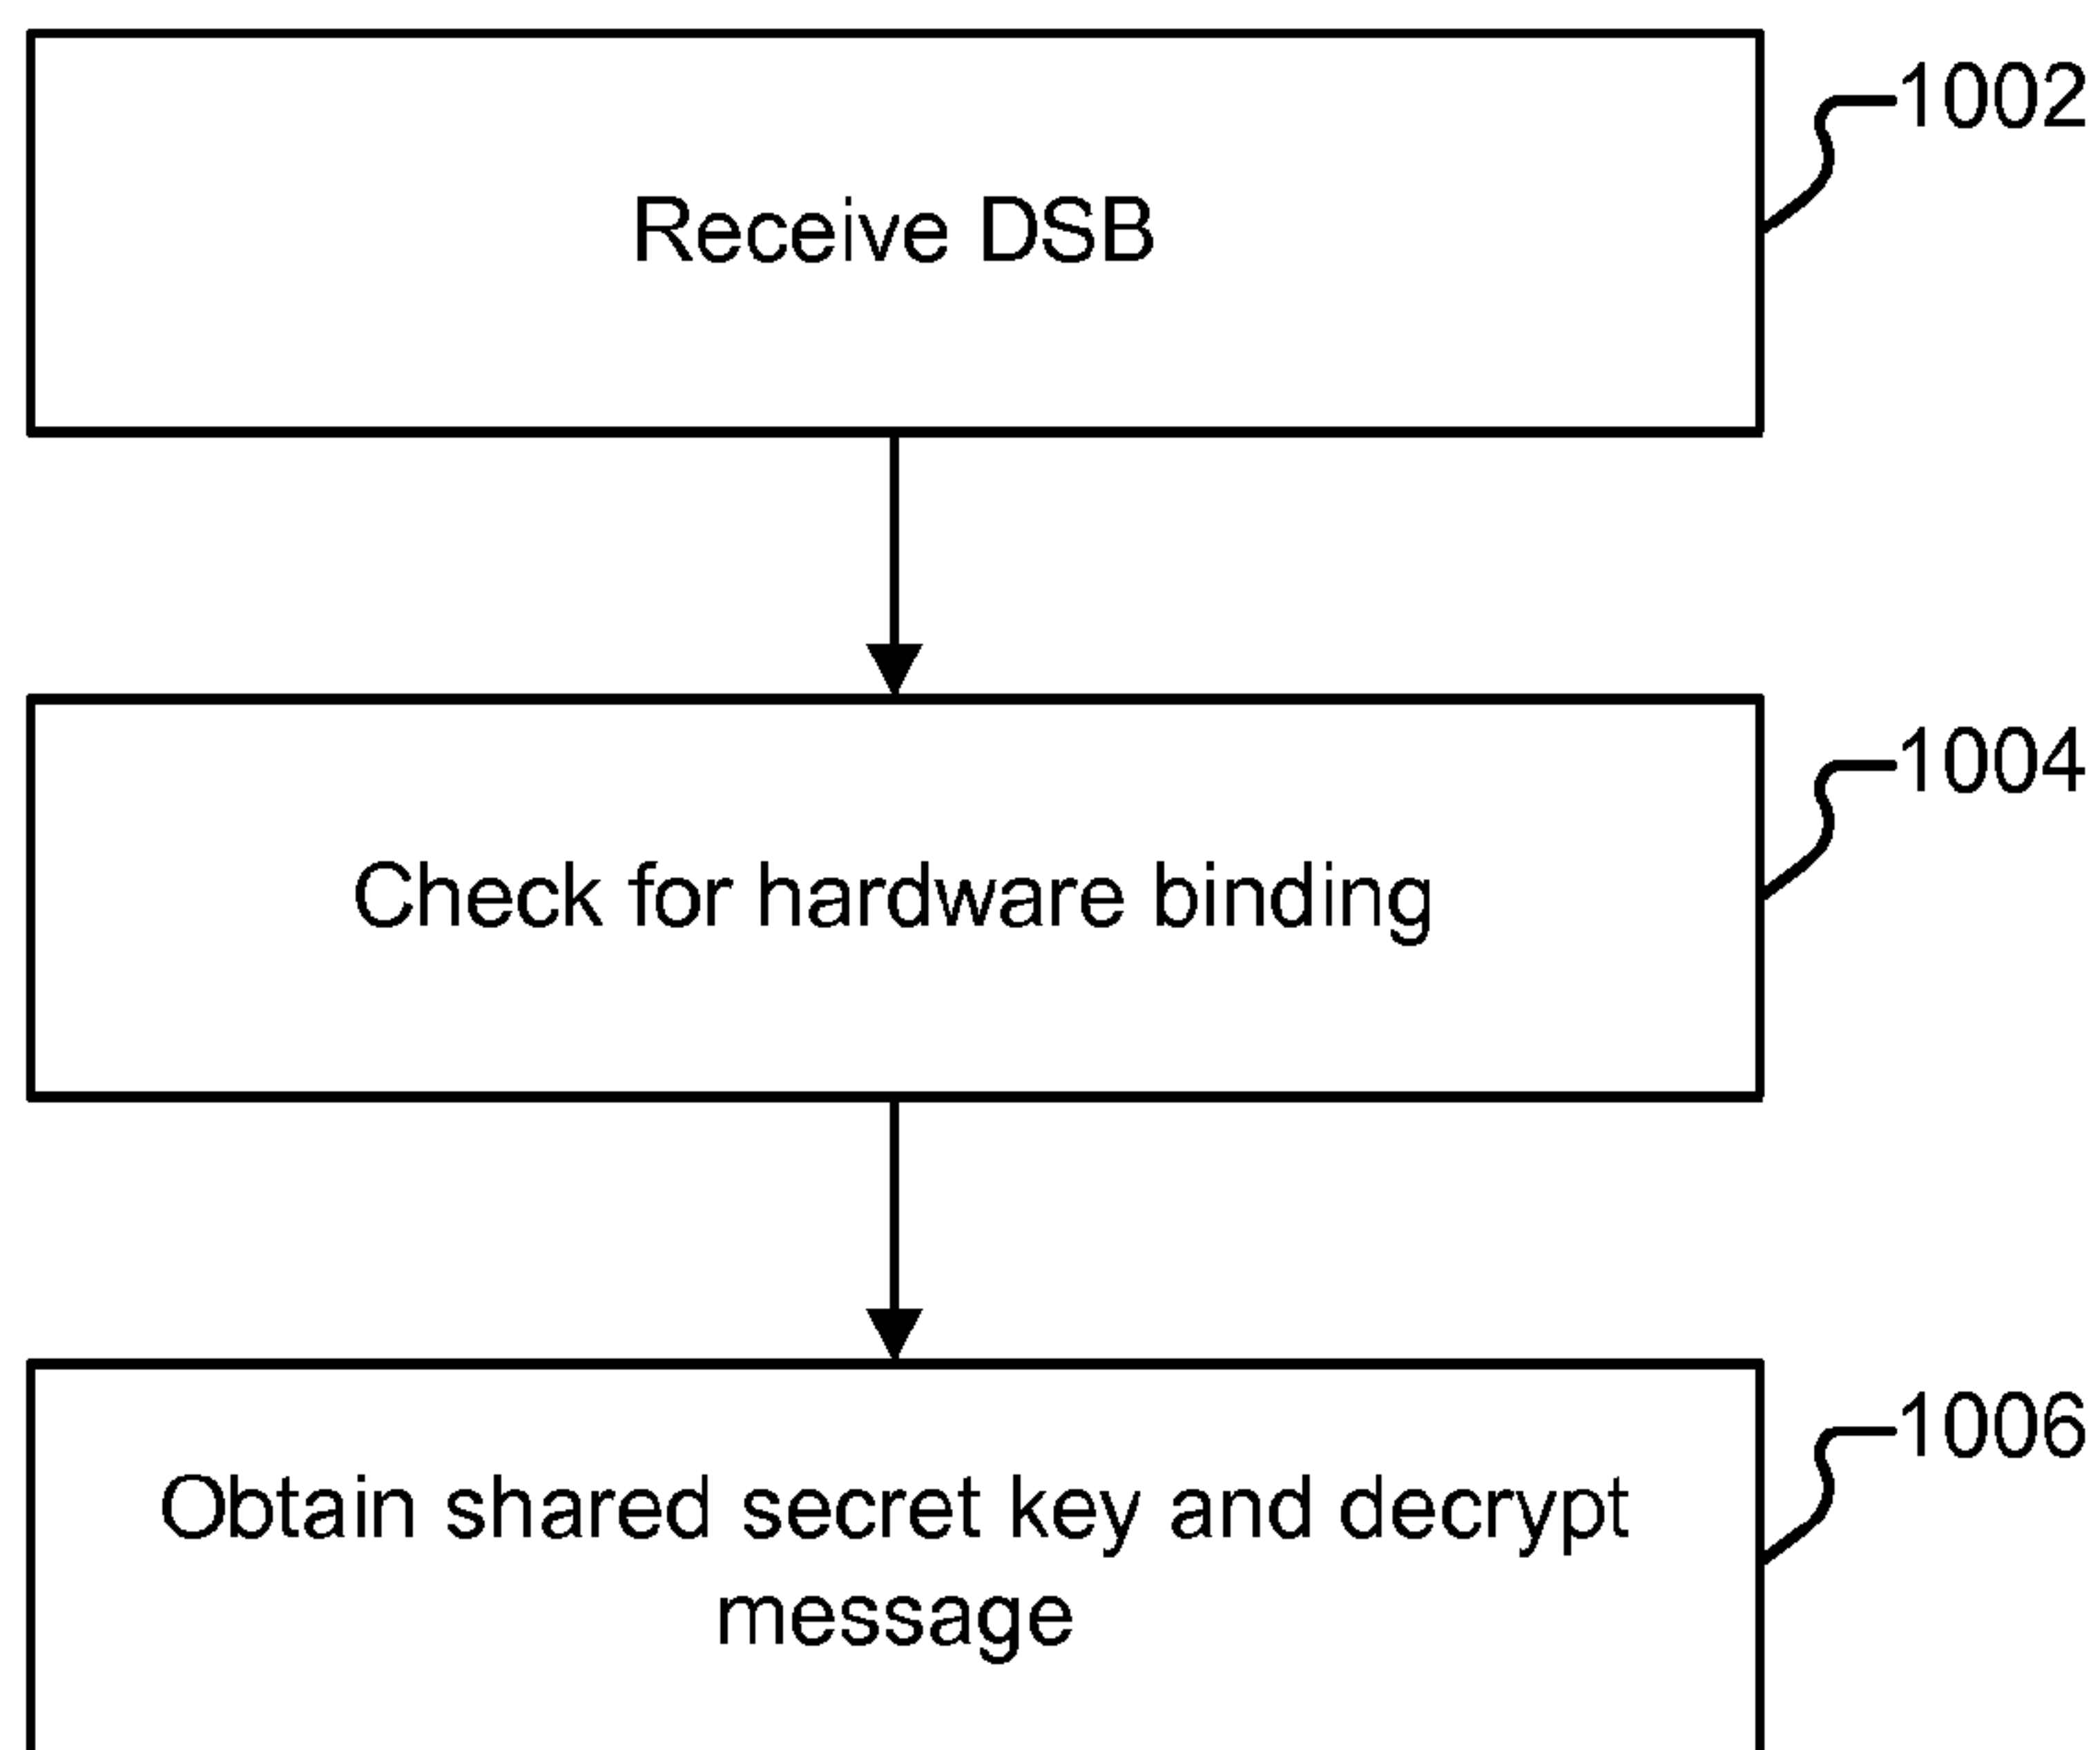 Receive DSB
1002
Check for hardware binding
1004
Obtain shared secret key and decrypt
message
1006